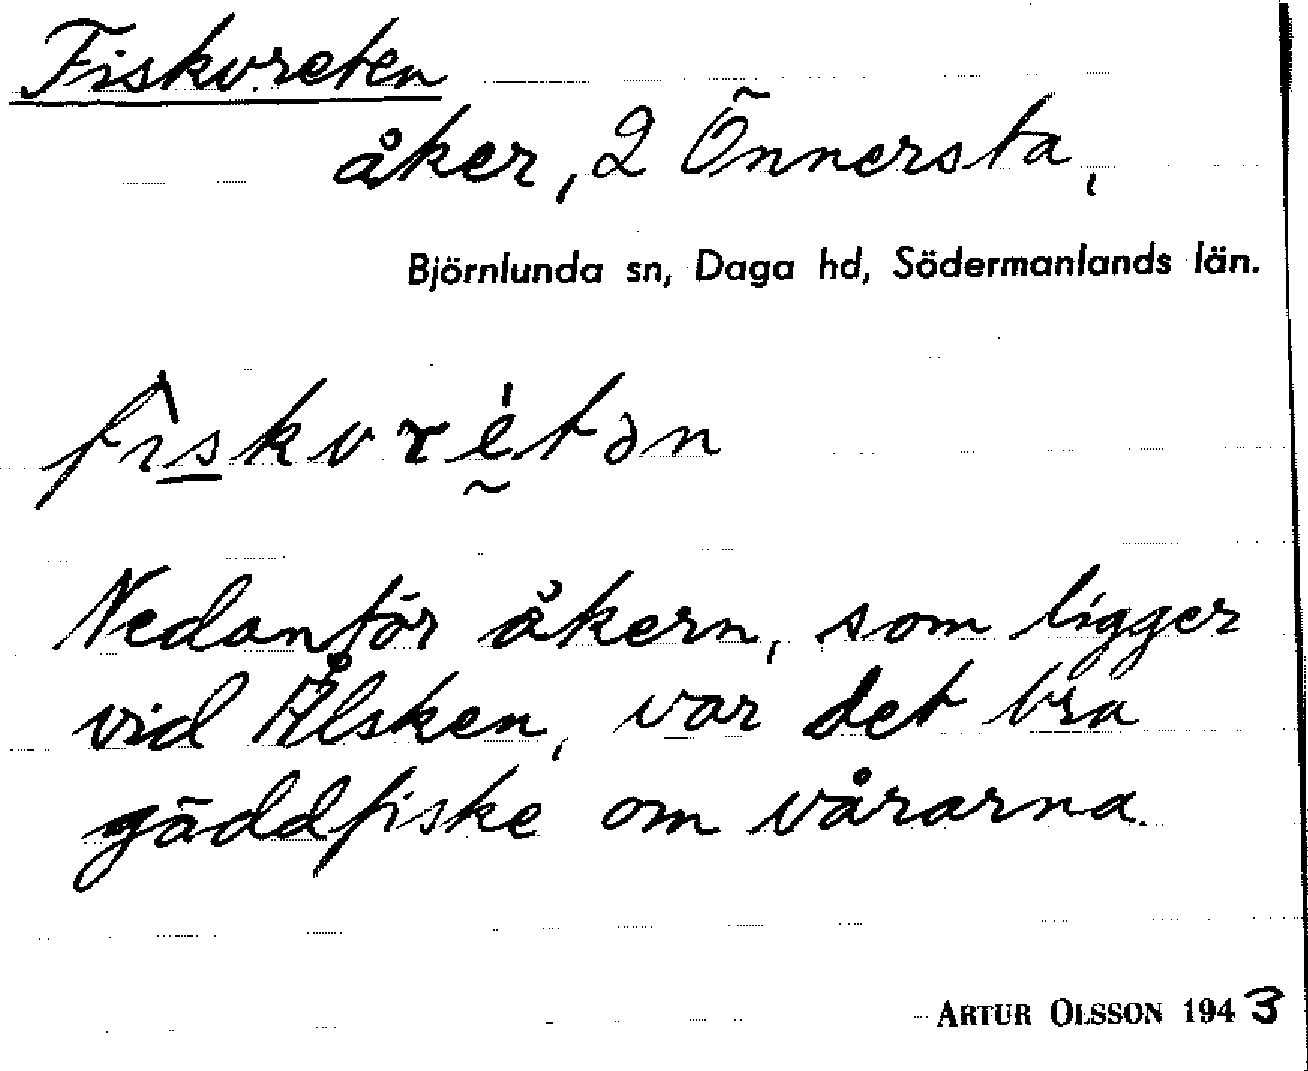 Fiskvreten
åker, 2 Önnersta,
Björnlunda sn, Daga hd, Södermanlands län.
fiskvrétən
Nedanför åkern, som ligger
vid Ålsken, var det bra
gäddfiske om vårarna.
ARTUR OLSSON 1943